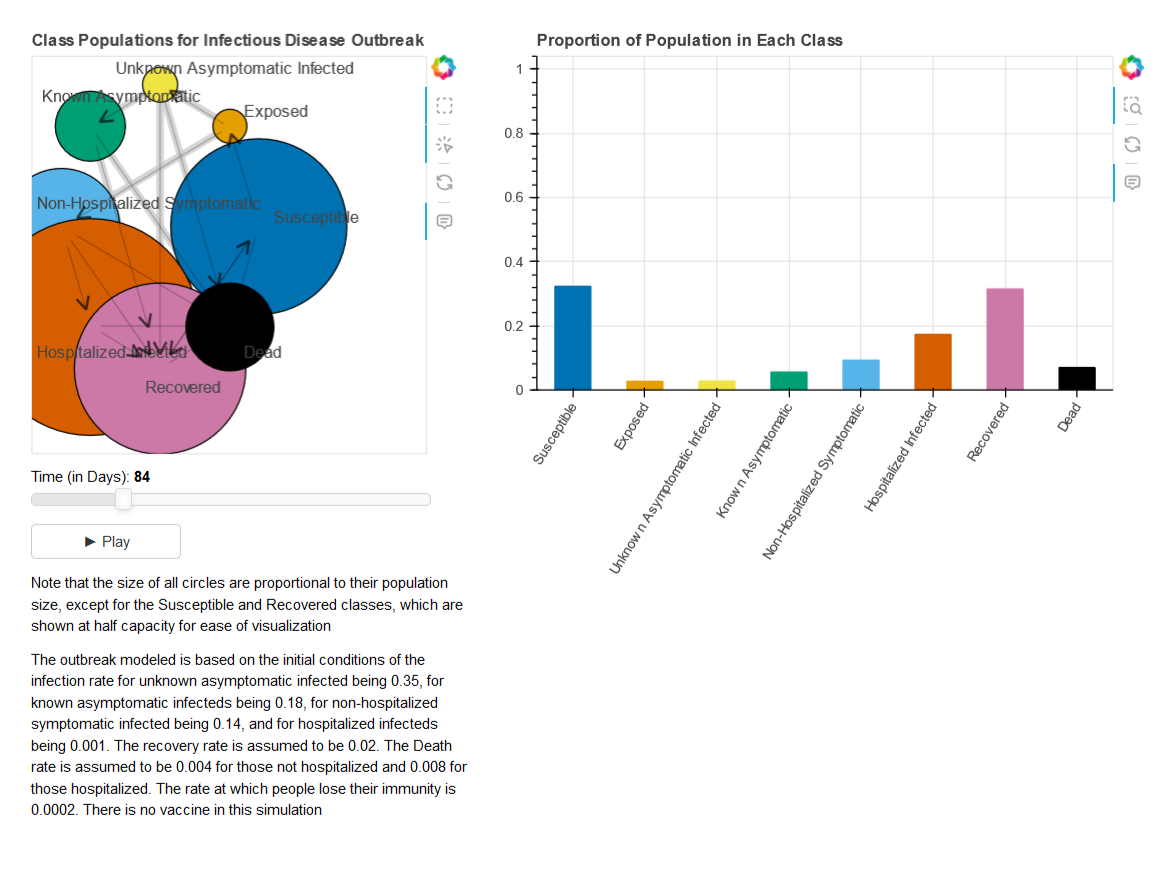 Class Populations for Infectious Disease Outbreak
Unknown Asymptomatic Infected
Known Asymptomatic
Exposed
Non-Hospitalized Symptomatic
Susceptible
Hospitalized Infected
Dead
Recovered
Time (in Days): 84
► Play
Note that the size of all circles are proportional to their population
size, except for the Susceptible and Recovered classes, which are
shown at half capacity for ease of visualization
The outbreak modeled is based on the initial conditions of the
infection rate for unknown asymptomatic infected being 0.35, for
known asymptomatic infecteds being 0.18, for non-hospitalized
symptomatic infected being 0.14, and for hospitalized infecteds
being 0.001. The recovery rate is assumed to be 0.02. The Death
rate is assumed to be 0.004 for those not hospitalized and 0.008 for
those hospitalized. The rate at which people lose their immunity is
0.0002. There is no vaccine in this simulation
Proportion of Population in Each Class
1
0.8
0.6
0.4
0.2
0
Susceptible
Exposed
Unknown Asymptomatic Infected
Known Asymptomatic
Non-Hospitalized Symptomatic
Hospitalized Infected
Recovered
Dead